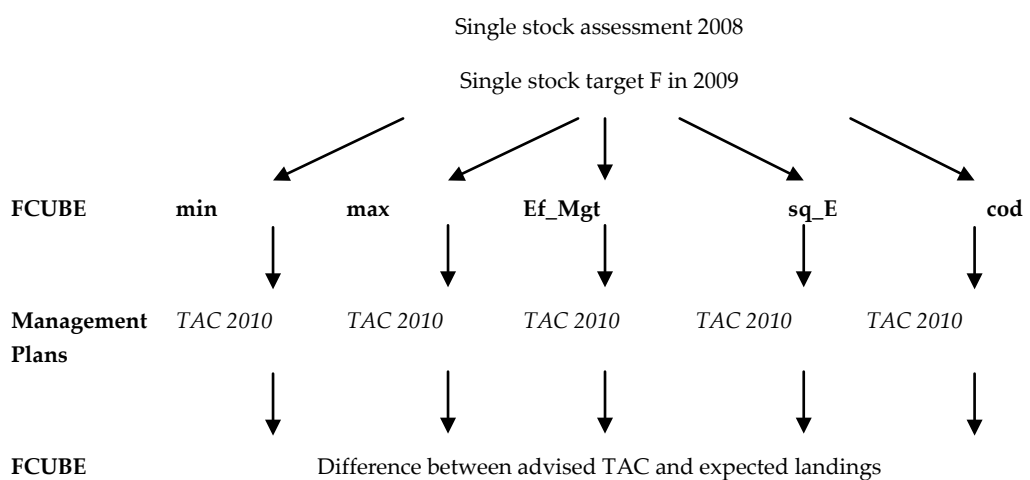 Single stock assessment 2008
Single stock target F in 2009
FCUBE min max Ef_Mgt sq_E cod
Management TAC 2010 TAC 2010 TAC 2010 TAC 2010 TAC 2010
Plans
FCUBE Difference between advised TAC and expected landings